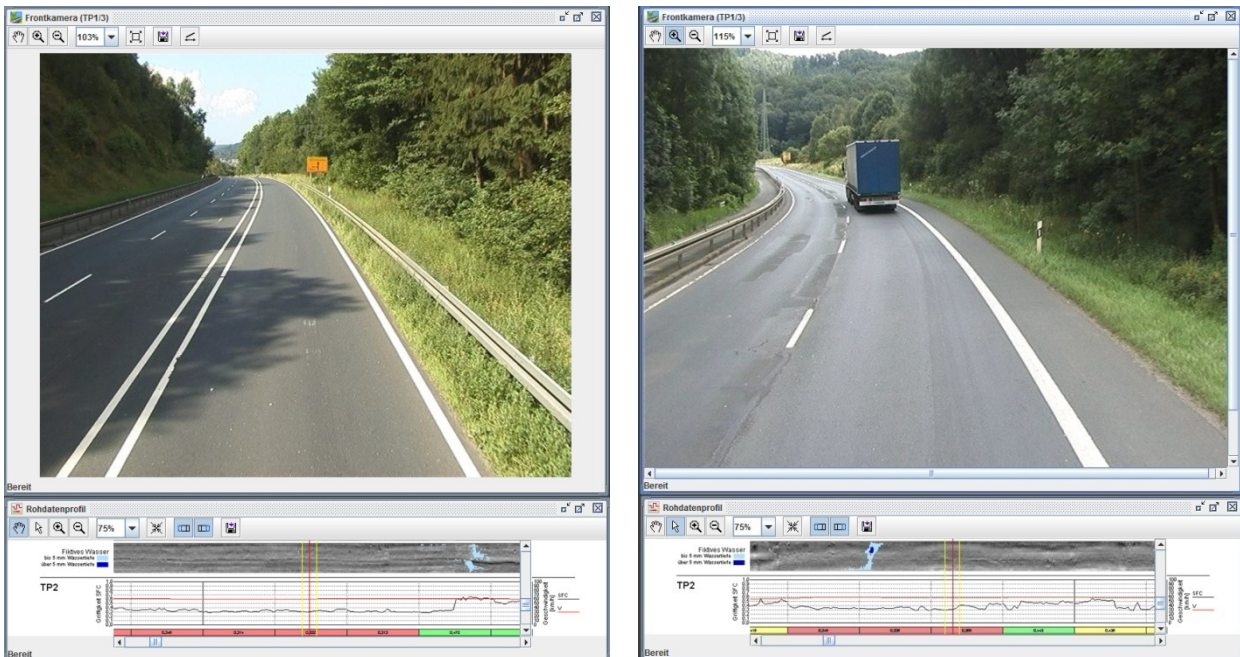 Frontkamera (TP1/3)
103%
Bereit
Rohdatenprofil
75%
Fiktives Wasser
bis 5 mm Wassertiefe
über 5 mm Wassertiefe
TP2
Griffigkeit SFC
Geschwindigkeit
[km/h]
SFC
V
Bereit
Frontkamera (TP1/3)
115%
Bereit
Rohdatenprofil
75%
Fiktives Wasser
bis 5 mm Wassertiefe
über 5 mm Wassertiefe
TP2
Griffigkeit SFC
Geschwindigkeit
[km/h]
SFC
V
Bereit